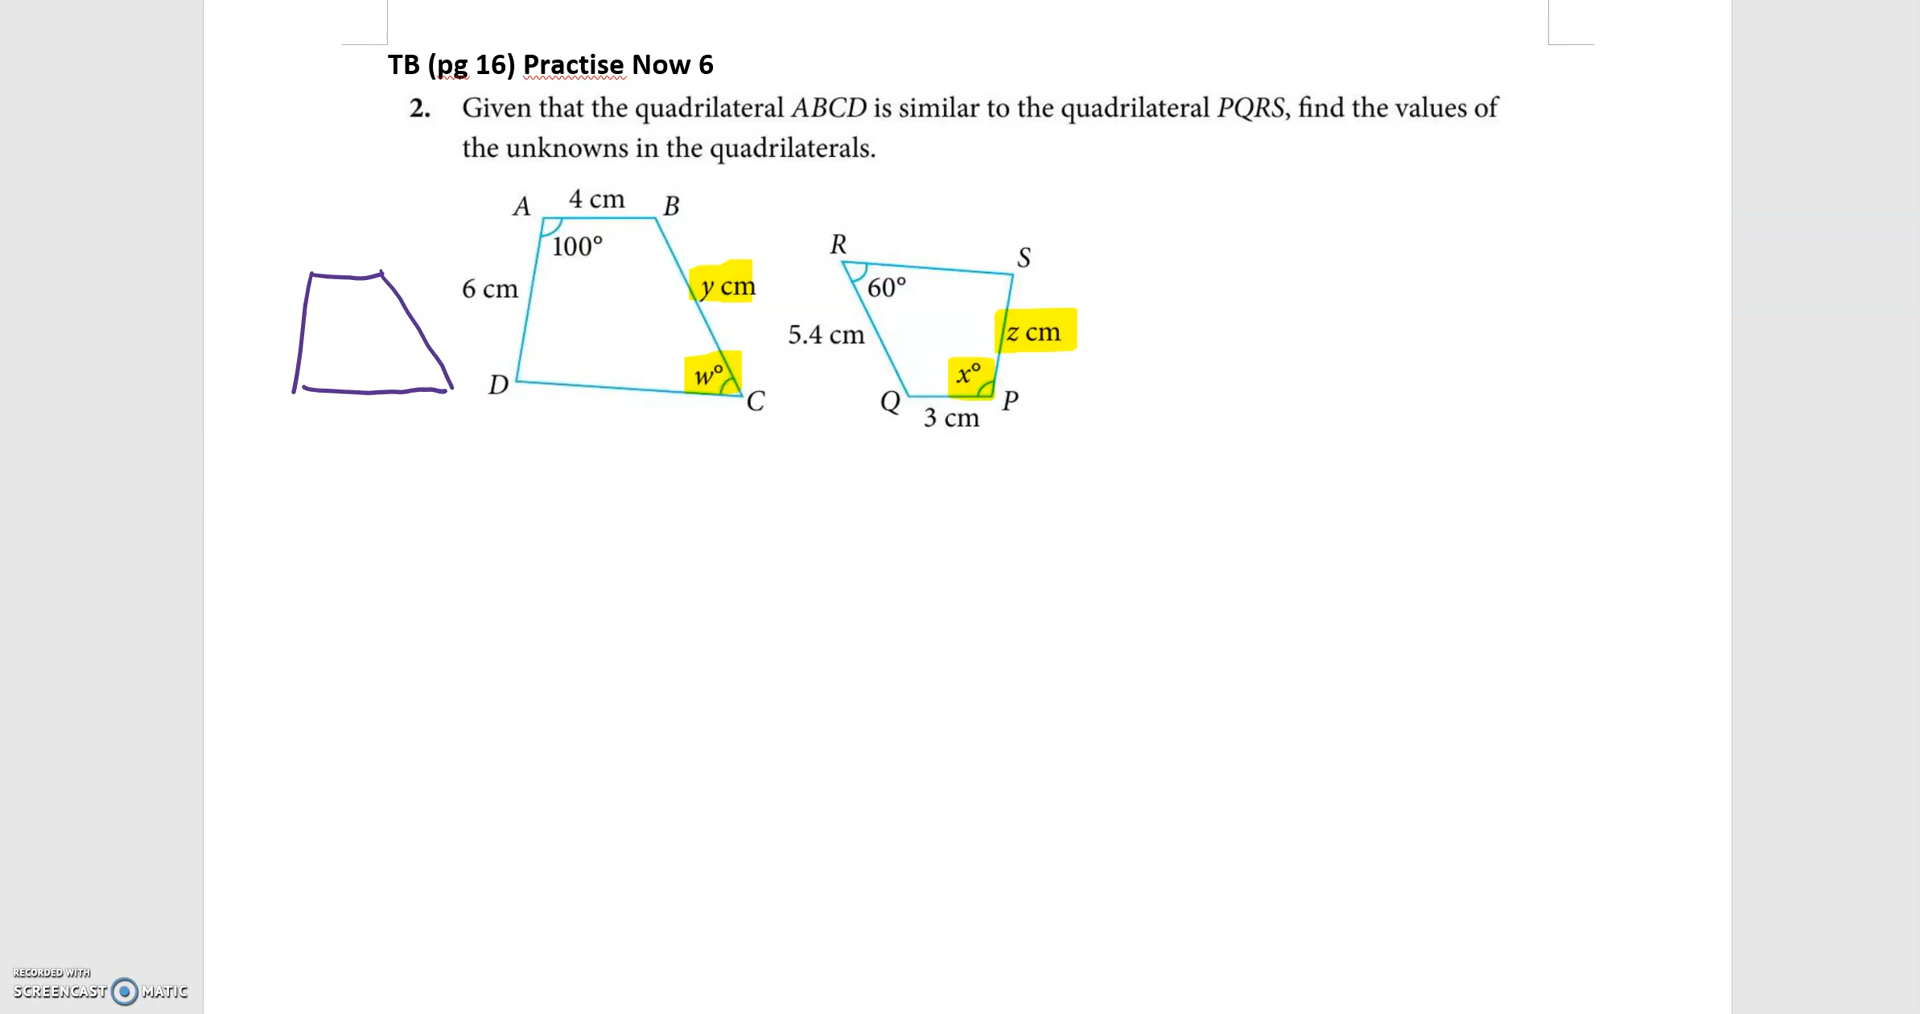 TB (pg 16) Practise Now 6
2. Given that the quadrilateral ABCD is similar to the quadrilateral PQRS, find the values of
the unknowns in the quadrilaterals.
A 4 cm B
100°
6 cm
y cm
D
w°
C
R
S
60°
5.4 cm
z cm
x°
Q
P
3 cm
RECORDED WITH
SCREENCAST MATIC